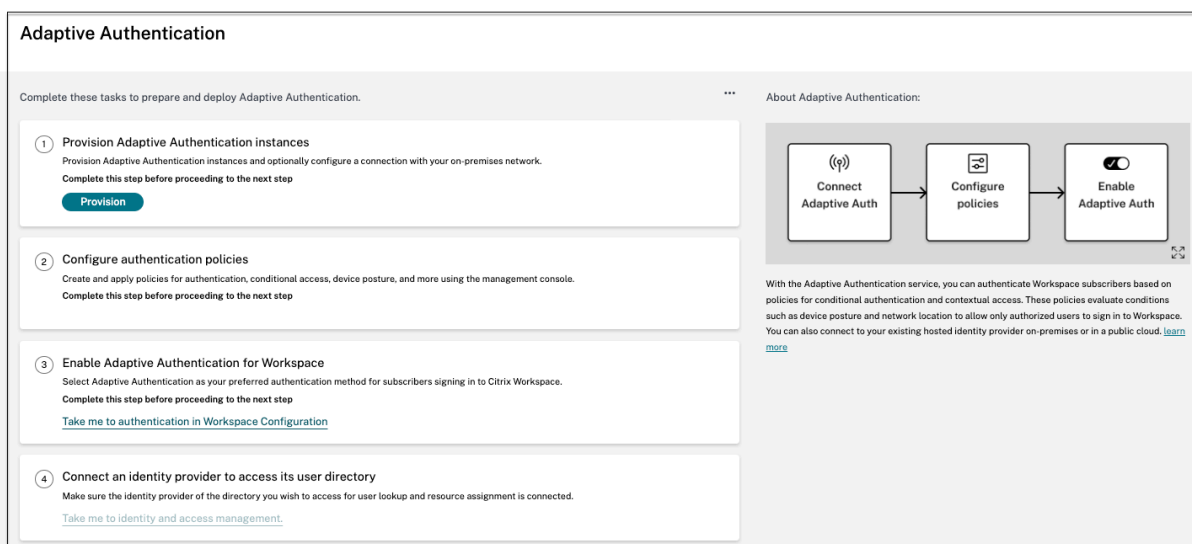 Adaptive Authentication
Complete these tasks to prepare and deploy Adaptive Authentication.
...
1
Provision Adaptive Authentication instances
Provision Adaptive Authentication instances and optionally configure a connection with your on-premises network.
Complete this step before proceeding to the next step
Provision
2
Configure authentication policies
Create and apply policies for authentication, conditional access, device posture, and more using the management console.
Complete this step before proceeding to the next step
3
Enable Adaptive Authentication for Workspace
Select Adaptive Authentication as your preferred authentication method for subscribers signing in to Citrix Workspace.
Complete this step before proceeding to the next step
Take me to authentication in Workspace Configuration
4
Connect an identity provider to access its user directory
Make sure the identity provider of the directory you wish to access for user lookup and resource assignment is connected.
Take me to identity and access management.
About Adaptive Authentication:
Connect
Adaptive Auth
Configure
policies
Enable
Adaptive Auth
With the Adaptive Authentication service, you can authenticate Workspace subscribers based on
policies for conditional authentication and contextual access. These policies evaluate conditions
such as device posture and network location to allow only authorized users to sign in to Workspace.
You can also connect to your existing hosted identity provider on-premises or in a public cloud. learn
more